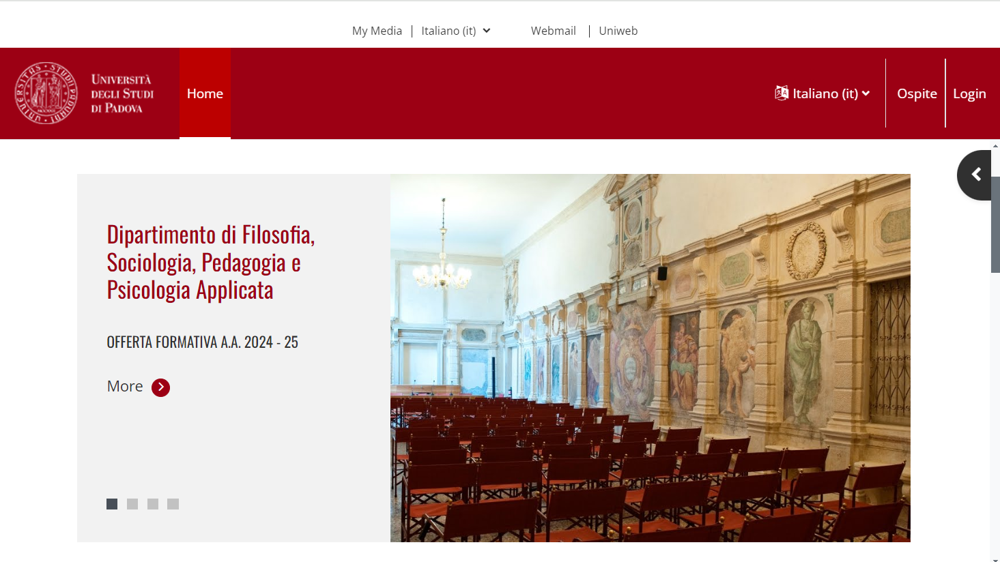 My Media
Italiano (it)
Webmail
Uniweb
UNIVERSITÀ
DEGLI STUDI
DI PADOVA
Home
Italiano (it)
Ospite
Login
Dipartimento di Filosofia,
Sociologia, Pedagogia e
Psicologia Applicata
OFFERTA FORMATIVA A.A. 2024 - 25
More